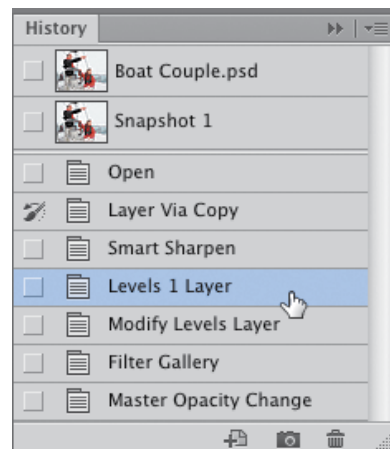 History
Boat Couple.psd
Snapshot 1
Open
Layer Via Copy
Smart Sharpen
Levels 1 Layer
Modify Levels Layer
Filter Gallery
Master Opacity Change